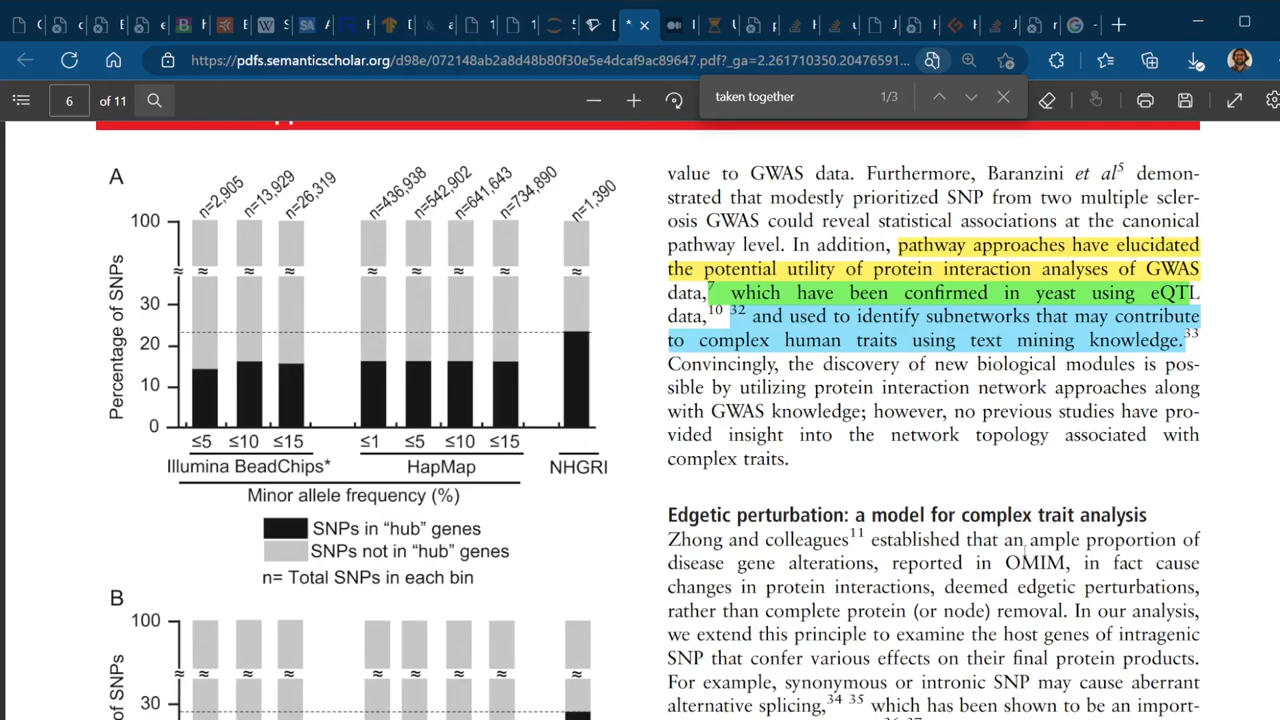 https://pdfs.semanticscholar.org/d98e/072148ab2a8d48b80f30e5e4dcaf9ac89647.pdf?_ga=2.261710350.20476591...
6 of 11
taken together 1/3
A
n=2,905
n=13,929
n=26,319
n=436,938
n=542,902
n=641,643
n=734,890
n=1,390
100
30
20
10
0
Percentage of SNPs
≤5 ≤10 ≤15 ≤1 ≤5 ≤10 ≤15
Illumina BeadChips* HapMap NHGRI
Minor allele frequency (%)
SNPs in “hub” genes
SNPs not in “hub” genes
n= Total SNPs in each bin
B
100
30
of SNPs
value to GWAS data. Furthermore, Baranzini et al5 demon-
strated that modestly prioritized SNP from two multiple scler-
osis GWAS could reveal statistical associations at the canonical
pathway level. In addition, pathway approaches have elucidated
the potential utility of protein interaction analyses of GWAS
data,7 which have been confirmed in yeast using eQTL
data,10 32 and used to identify subnetworks that may contribute
to complex human traits using text mining knowledge.33
Convincingly, the discovery of new biological modules is pos-
sible by utilizing protein interaction network approaches along
with GWAS knowledge; however, no previous studies have pro-
vided insight into the network topology associated with
complex traits.
Edgetic perturbation: a model for complex trait analysis
Zhong and colleagues11 established that an ample proportion of
disease gene alterations, reported in OMIM, in fact cause
changes in protein interactions, deemed edgetic perturbations,
rather than complete protein (or node) removal. In our analysis,
we extend this principle to examine the host genes of intragenic
SNP that confer various effects on their final protein products.
For example, synonymous or intronic SNP may cause aberrant
alternative splicing,34 35 which has been shown to be an import-